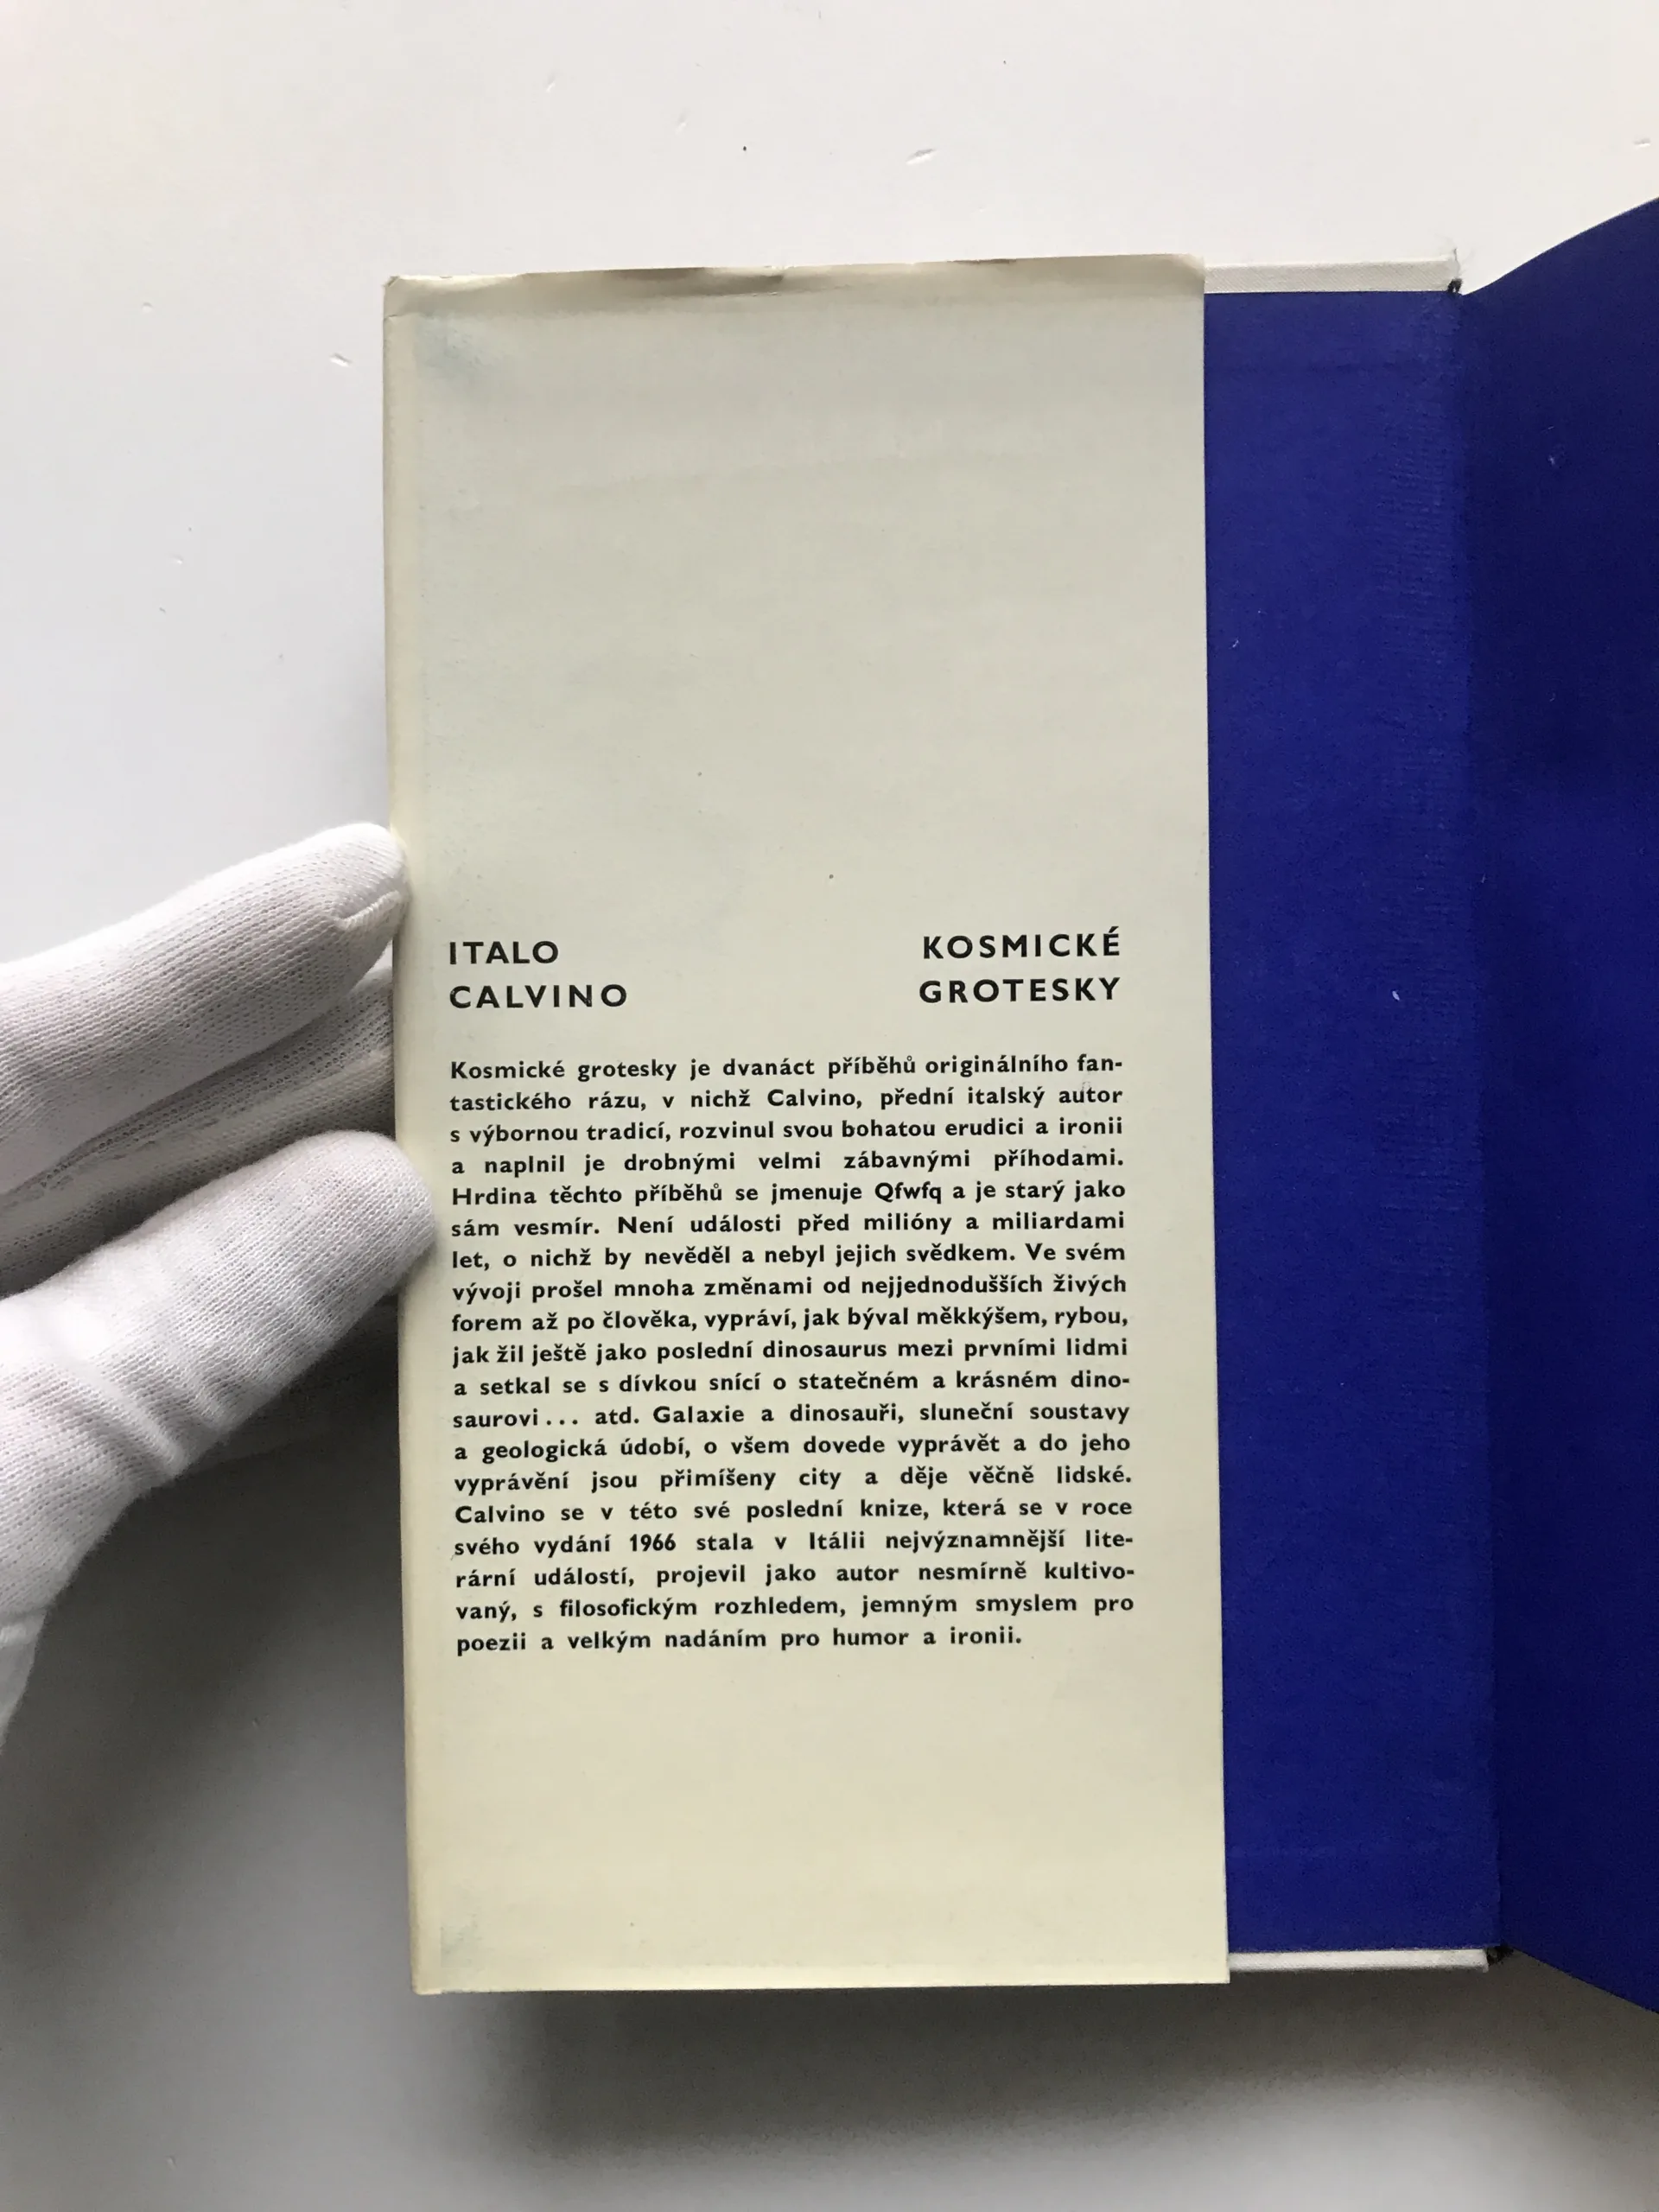 ITALO
CALVINO
KOSMICKÉ
GROTESKY
Kosmické grotesky je dvanáct příběhů originálního fan-
tastického rázu, v nichž Calvino, přední italský autor
s výbornou tradicí, rozvinul svou bohatou erudici a ironii
a naplnil je drobnými velmi zábavnými příhodami.
Hrdina těchto příběhů se jmenuje Qfwfq a je starý jako
sám vesmír. Není události před milióny a miliardami
let, o nichž by nevěděl a nebyl jejich svědkem. Ve svém
vývoji prošel mnoha změnami od nejjednodušších živých
forem až po člověka, vypráví, jak býval měkkýšem, rybou,
jak žil ještě jako poslední dinosaurus mezi prvními lidmi
a setkal se s dívkou snící o statečném a krásném dino-
saurovi... atd. Galaxie a dinosauři, sluneční soustavy
a geologická údobí, o všem dovede vyprávět a do jeho
vyprávění jsou přimíšeny city a děje věčně lidské.
Calvino se v této své poslední knize, která se v roce
svého vydání 1966 stala v Itálii nejvýznamnější lite-
rární událostí, projevil jako autor nesmírně kultivo-
vaný, s filosofickým rozhledem, jemným smyslem pro
poezii a velkým nadáním pro humor a ironii.